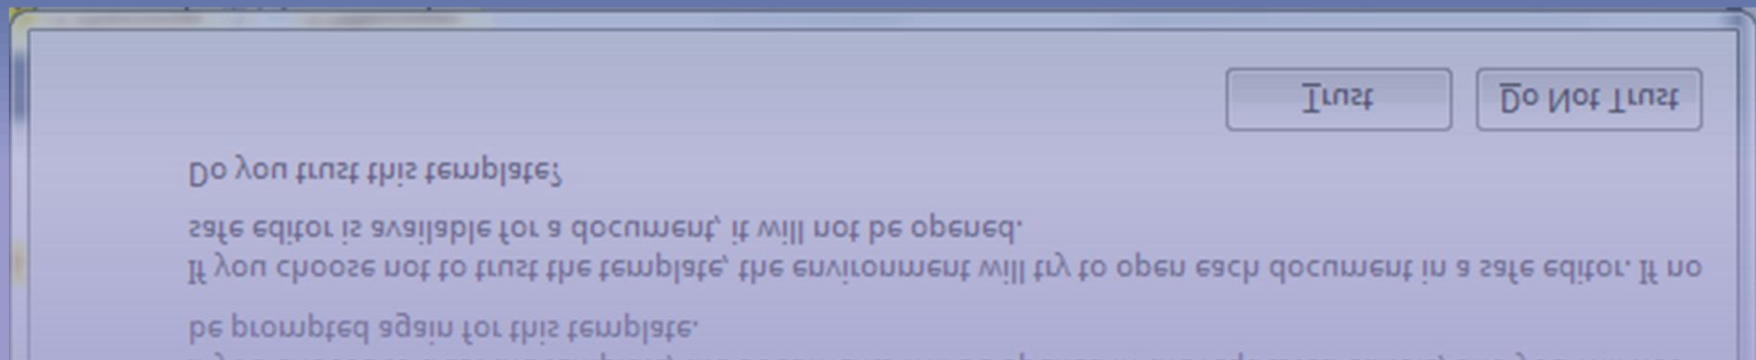 be prompted again for this template.
If you choose not to trust the template, the environment will try to open each document in a safe editor. If no
safe editor is available for a document, it will not be opened.
Do you trust this template?
Trust
Do Not Trust